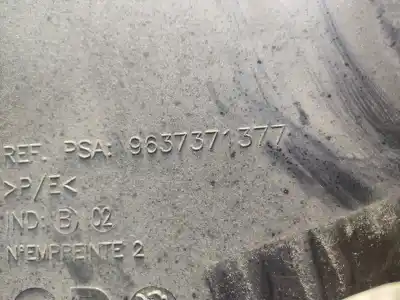 REF. PSA: 9637371377
>P/E<
IND: B 02
N°EMPREINTE 2